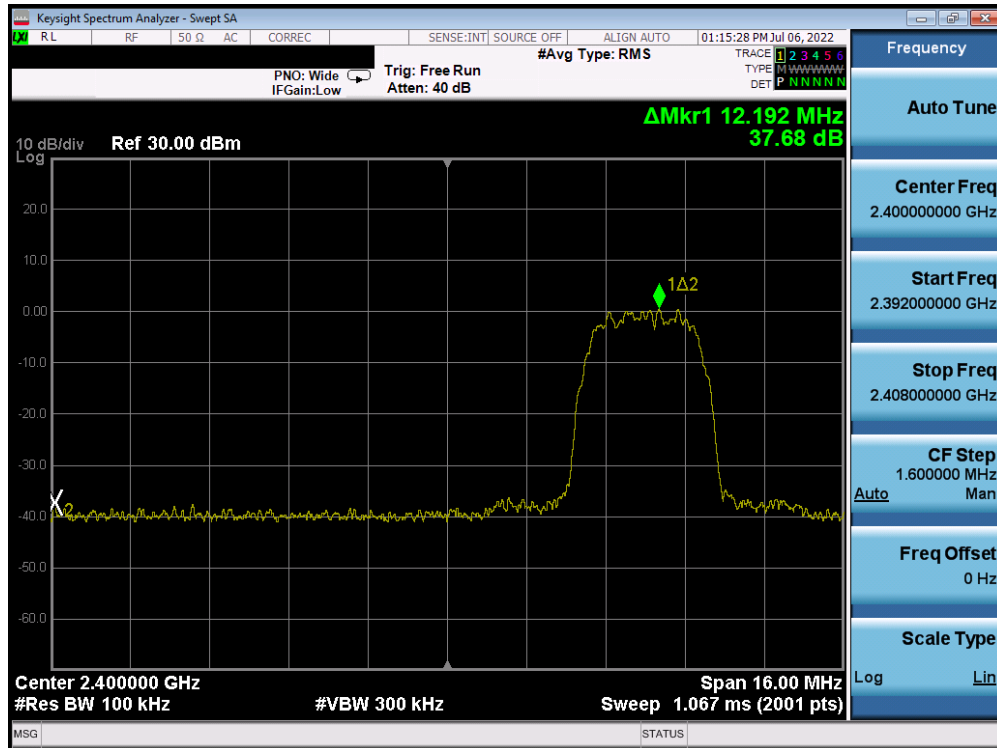 Keysight Spectrum Analyzer - Swept SA
LXI RL RF 50 Ω AC CORREC SENSE:INT SOURCE OFF ALIGN AUTO 01:15:28 PM Jul 06, 2022
#Avg Type: RMS
TRACE 1 2 3 4 5 6
TYPE M W W W W W
DET P N N N N N
PNO: Wide
IFGain:Low
Trig: Free Run
Atten: 40 dB
ΔMkr1 12.192 MHz
37.68 dB
10 dB/div Ref 30.00 dBm
Log
20.0
10.0
1Δ2
0.00
-10.0
-20.0
-30.0
X2
-40.0
-50.0
-60.0
Center 2.400000 GHz Span 16.00 MHz
#Res BW 100 kHz #VBW 300 kHz Sweep 1.067 ms (2001 pts)
MSG STATUS
Frequency
Auto Tune
Center Freq
2.400000000 GHz
Start Freq
2.392000000 GHz
Stop Freq
2.408000000 GHz
CF Step
1.600000 MHz
Auto Man
Freq Offset
0 Hz
Scale Type
Log Lin